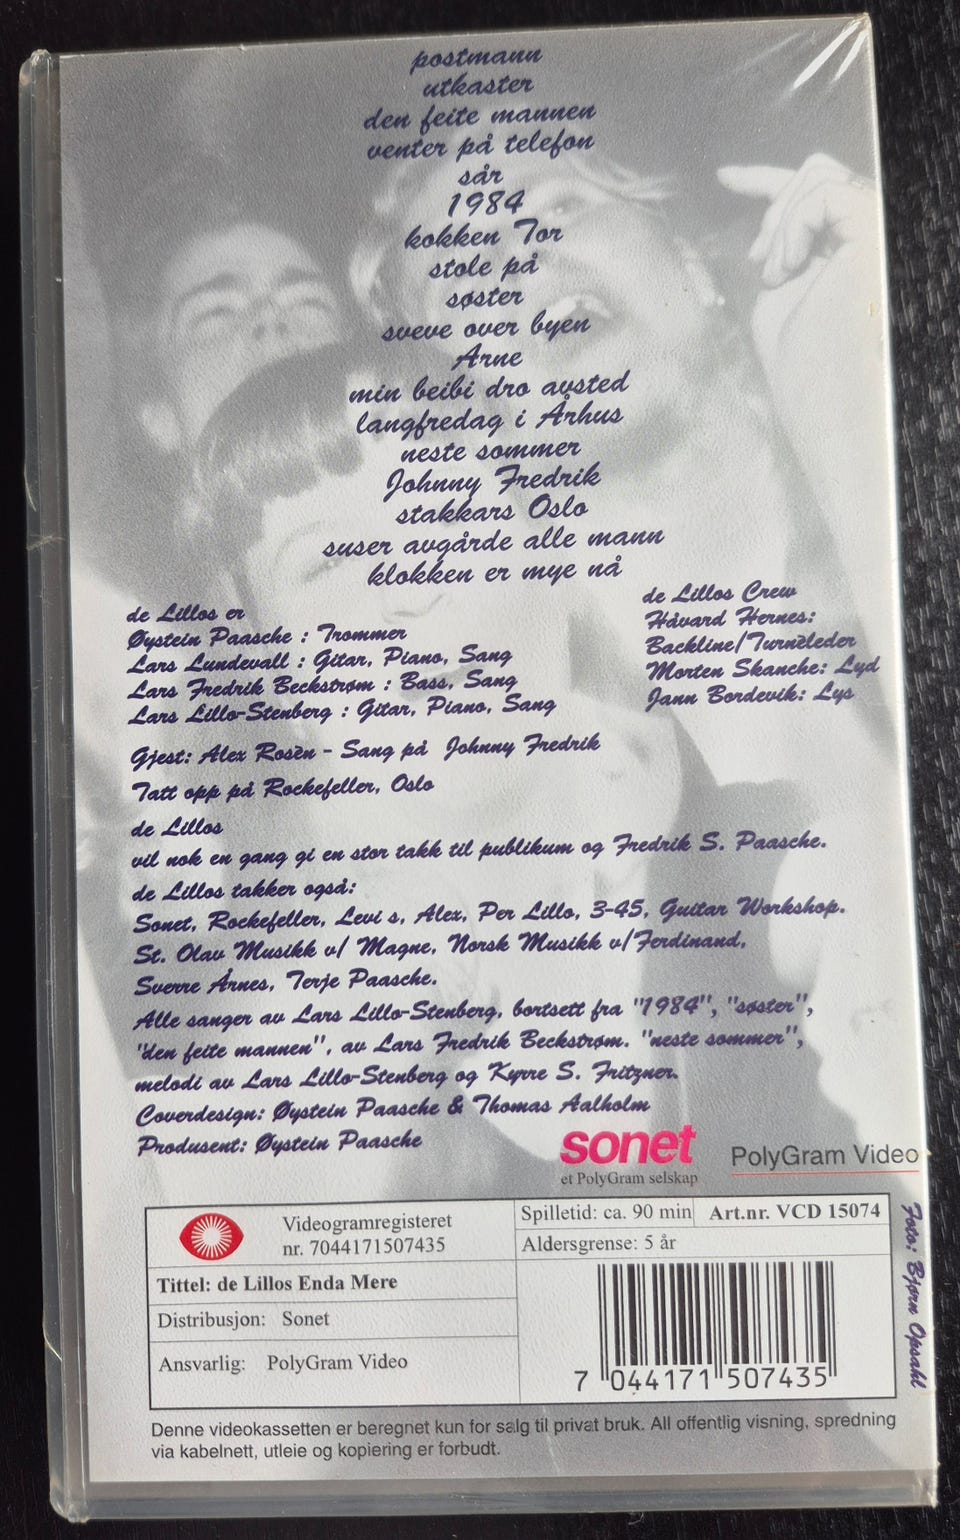 postmann
utkaster
den feite mannen
venter på telefon
sår
1984
kokken Tor
stole på
søster
sveve over byen
Arne
min beibi dro avsted
langfredag i Århus
neste sommer
Johnny Fredrik
stakkars Oslo
suser avgårde alle mann
klokken er mye nå
de Lillos er
Øystein Paasche : Trommer
Lars Lundevall : Gitar, Piano, Sang
Lars Fredrik Beckstrøm : Bass, Sang
Lars Lillo-Stenberg : Gitar, Piano, Sang
de Lillos Crew
Håvard Hernes:
Backline/Turnèleder
Morten Skanche: Lyd
Jann Bordevik: Lys
Gjest: Alex Rosèn - Sang på Johnny Fredrik
Tatt opp på Rockefeller, Oslo
de Lillos
vil nok en gang gi en stor takk til publikum og Fredrik S. Paasche.
de Lillos takker også:
Sonet, Rockefeller, Levi s, Alex, Per Lillo, 3-45, Guitar Workshop.
St. Olav Musikk v/ Magne, Norsk Musikk v/Ferdinand,
Sverre Årnes, Terje Paasche.
Alle sanger av Lars Lillo-Stenberg, bortsett fra "1984", "søster",
"den feite mannen", av Lars Fredrik Beckstrøm. "neste sommer",
melodi av Lars Lillo-Stenberg og Kyrre S. Fritzner.
Coverdesign: Øystein Paasche & Thomas Aalholm
Produsent: Øystein Paasche
sonet
et PolyGram selskap
PolyGram Video
Videogramregisteret
nr. 7044171507435
Spilletid: ca. 90 min
Art.nr. VCD 15074
Aldersgrense: 5 år
Tittel: de Lillos Enda Mere
Distribusjon: Sonet
Ansvarlig: PolyGram Video
7 044171 507435
Foto: Bjørn Opsahl
Denne videokassetten er beregnet kun for salg til privat bruk. All offentlig visning, spredning
via kabelnett, utleie og kopiering er forbudt.